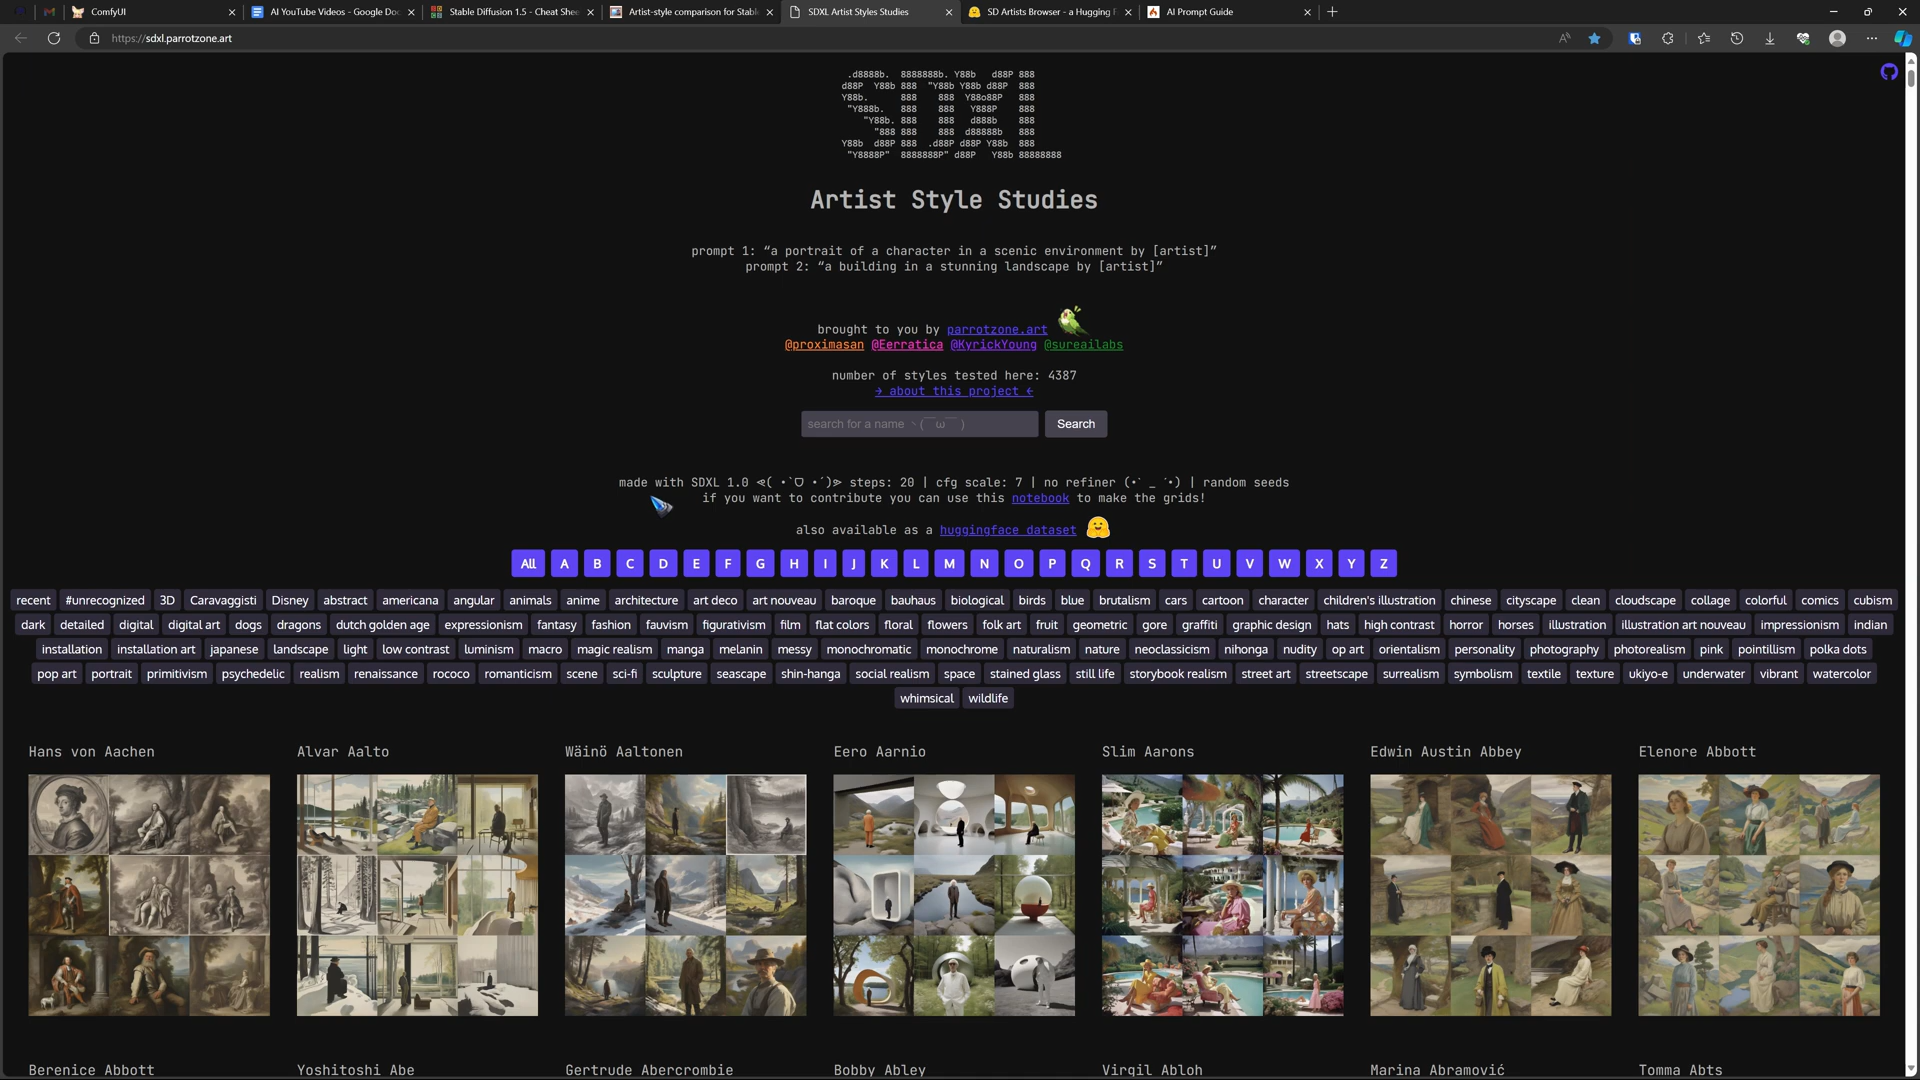 ComfyUI
AI YouTube Videos - Google Doc
Stable Diffusion 1.5 - Cheat Shee
Artist-style comparison for Stabl
SDXL Artist Styles Studies
SD Artists Browser - a Hugging F
AI Prompt Guide
https://sdxl.parrotzone.art
Artist Style Studies
prompt 1: “a portrait of a character in a scenic environment by [artist]”
prompt 2: “a building in a stunning landscape by [artist]”
brought to you by parrotzone.art
@proximasan @Eerratica @KyrickYoung @sureailabs
number of styles tested here: 4387
→ about this project ←
search for a name
Search
made with SDXL 1.0 steps: 20 | cfg scale: 7 | no refiner | random seeds
if you want to contribute you can use this notebook to make the grids!
also available as a huggingface dataset
All A B C D E F G H I J K L M N O P Q R S T U V W X Y Z
recent #unrecognized 3D Caravaggisti Disney abstract americana angular animals anime architecture art deco art nouveau baroque bauhaus biological birds blue brutalism cars cartoon character children's illustration chinese cityscape clean cloudscape collage colorful comics cubism
dark detailed digital digital art dogs dragons dutch golden age expressionism fantasy fashion fauvism figurativism film flat colors floral flowers folk art fruit geometric gore graffiti graphic design hats high contrast horror horses illustration illustration art nouveau impressionism indian
installation installation art japanese landscape light low contrast luminism macro magic realism manga melanin messy monochromatic monochrome naturalism nature neoclassicism nihonga nudity op art orientalism personality photography photorealism pink pointillism polka dots
pop art portrait primitivism psychedelic realism renaissance rococo romanticism scene sci-fi sculpture seascape shin-hanga social realism space stained glass still life storybook realism street art streetscape surrealism symbolism textile texture ukiyo-e underwater vibrant watercolor
whimsical wildlife
Hans von Aachen
Alvar Aalto
Wäinö Aaltonen
Eero Aarnio
Slim Aarons
Edwin Austin Abbey
Elenore Abbott
Berenice Abbott
Yoshitoshi Abe
Gertrude Abercrombie
Bobby Abley
Virgil Abloh
Marina Abramović
Tomma Abts